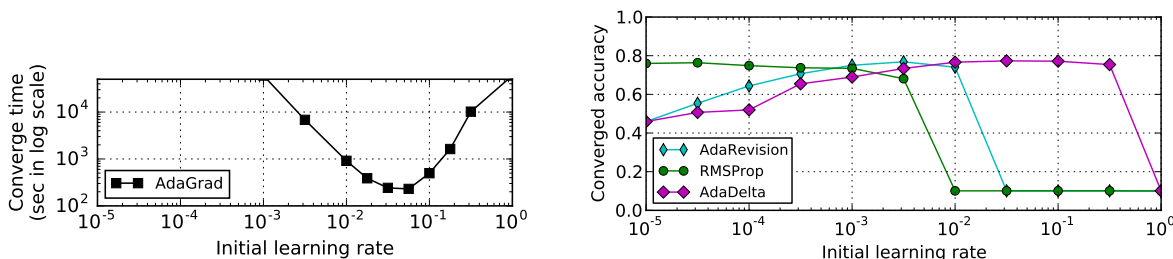 Converge time
(sec in log scale)
10^4
10^3
10^2
AdaGrad
10^-5 10^-4 10^-3 10^-2 10^-1 10^0
Initial learning rate
Converged accuracy
1.0
0.8
0.6
0.4
0.2
0.0
AdaRevision
RMSProp
AdaDelta
10^-5 10^-4 10^-3 10^-2 10^-1 10^0
Initial learning rate